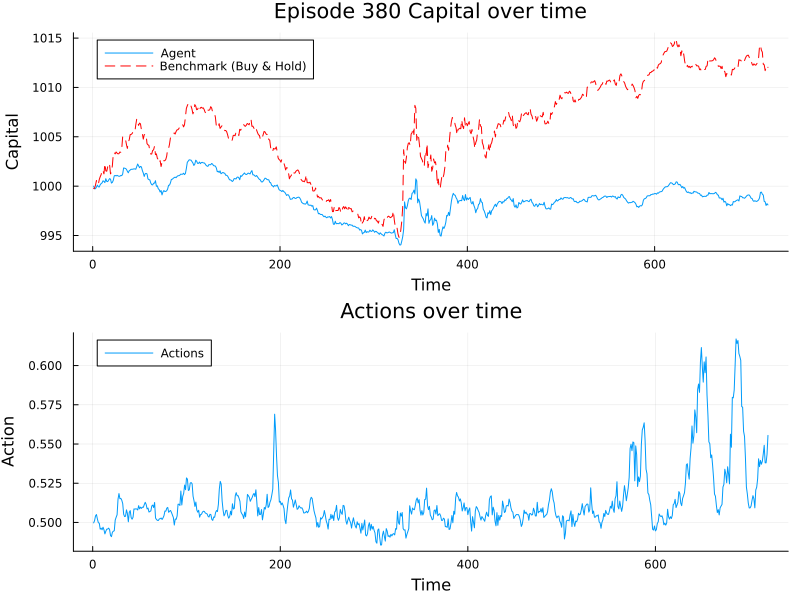 Episode 380 Capital over time
Agent
Benchmark (Buy & Hold)
1015
1010
1005
1000
995
Capital
0 200 400 600
Time
Actions over time
Actions
0.600
0.575
0.550
0.525
0.500
Action
0 200 400 600
Time